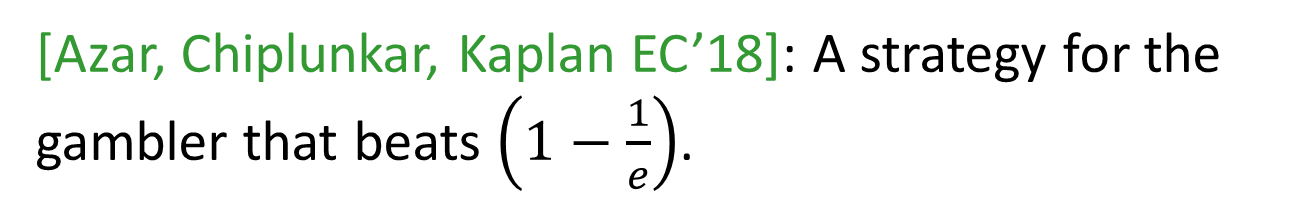 [Azar, Chiplunkar, Kaplan EC’18]: A strategy for the
gambler that beats (1 − 1/e).